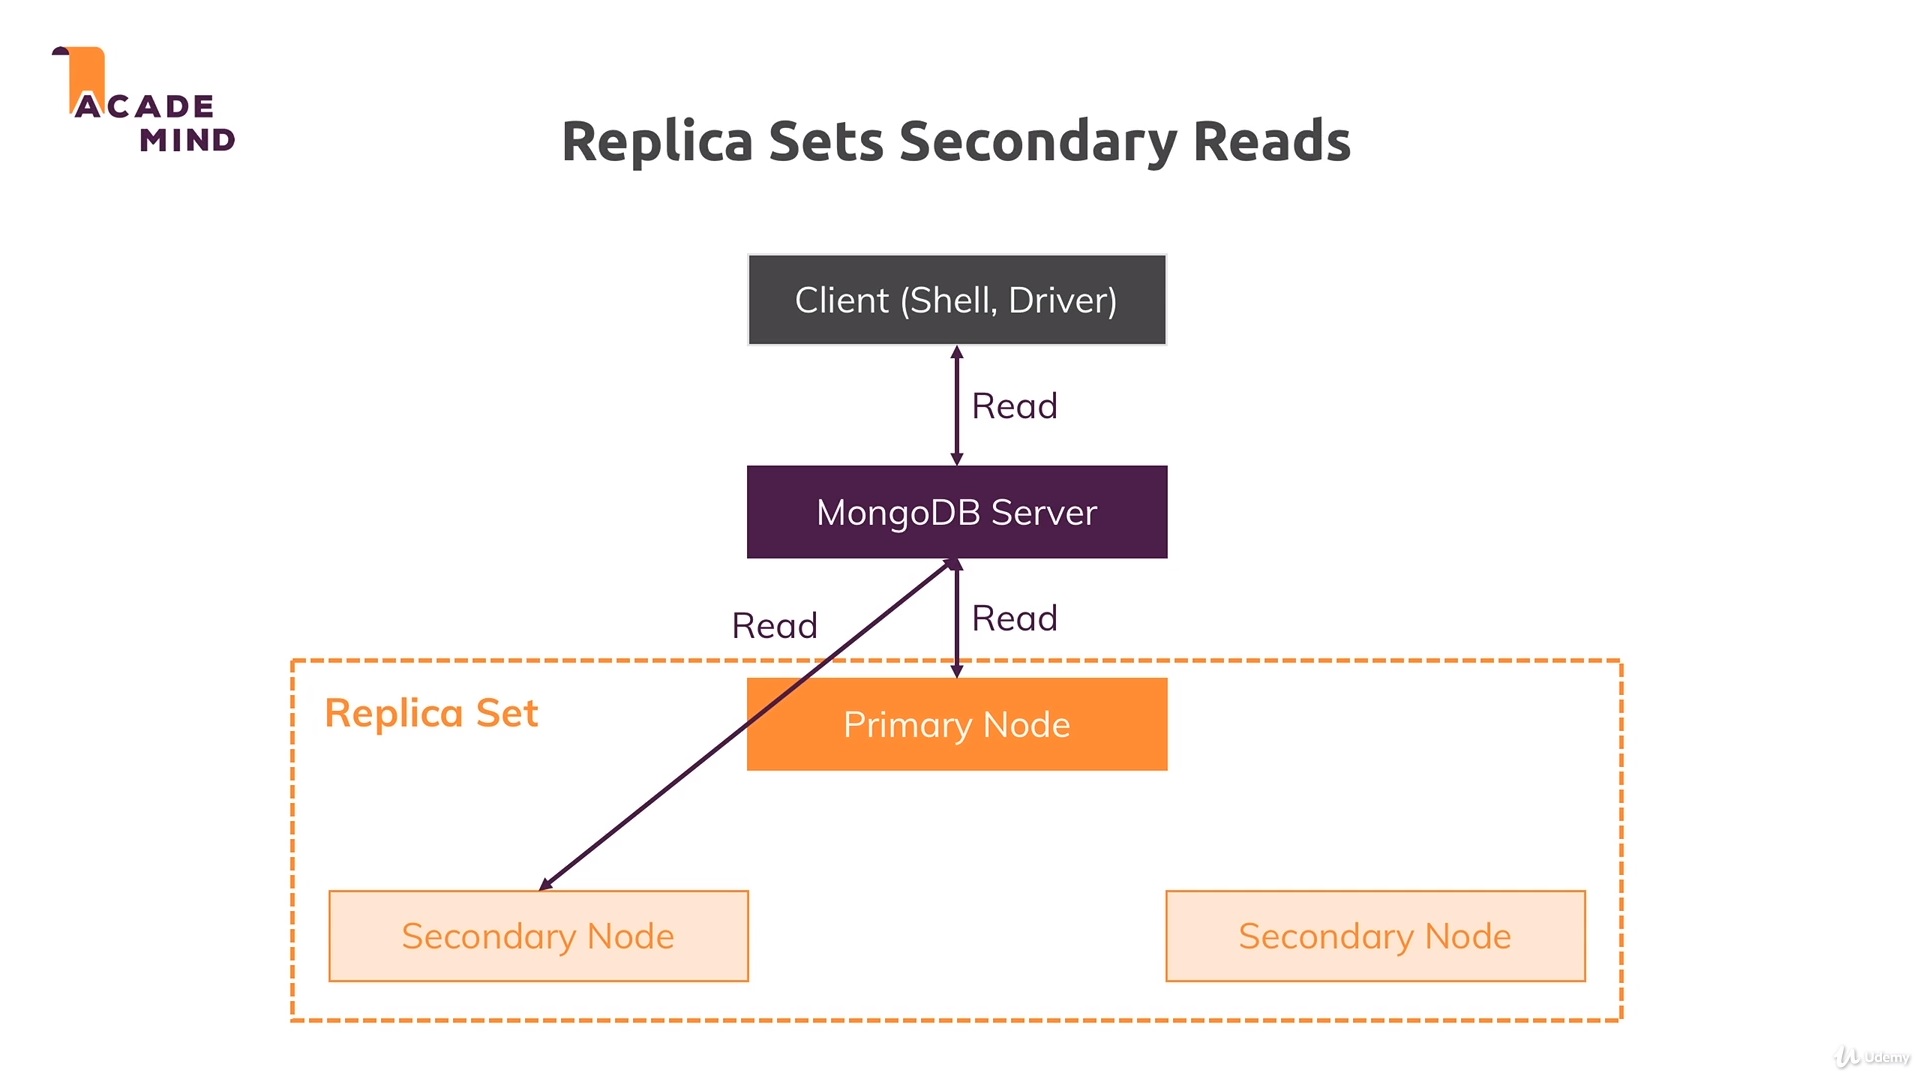 ACADE
MIND
Replica Sets Secondary Reads
Client (Shell, Driver)
Read
MongoDB Server
Read
Read
Replica Set
Primary Node
Secondary Node
Secondary Node
Udemy